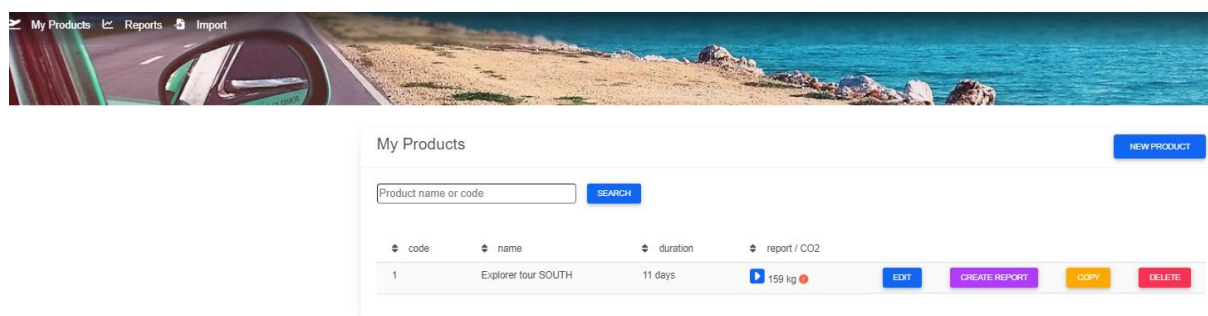 My Products Reports Import
My Products NEW PRODUCT
Product name or code SEARCH
code name duration report / CO2
1 Explorer tour SOUTH 11 days 159 kg EDIT CREATE REPORT COPY DELETE